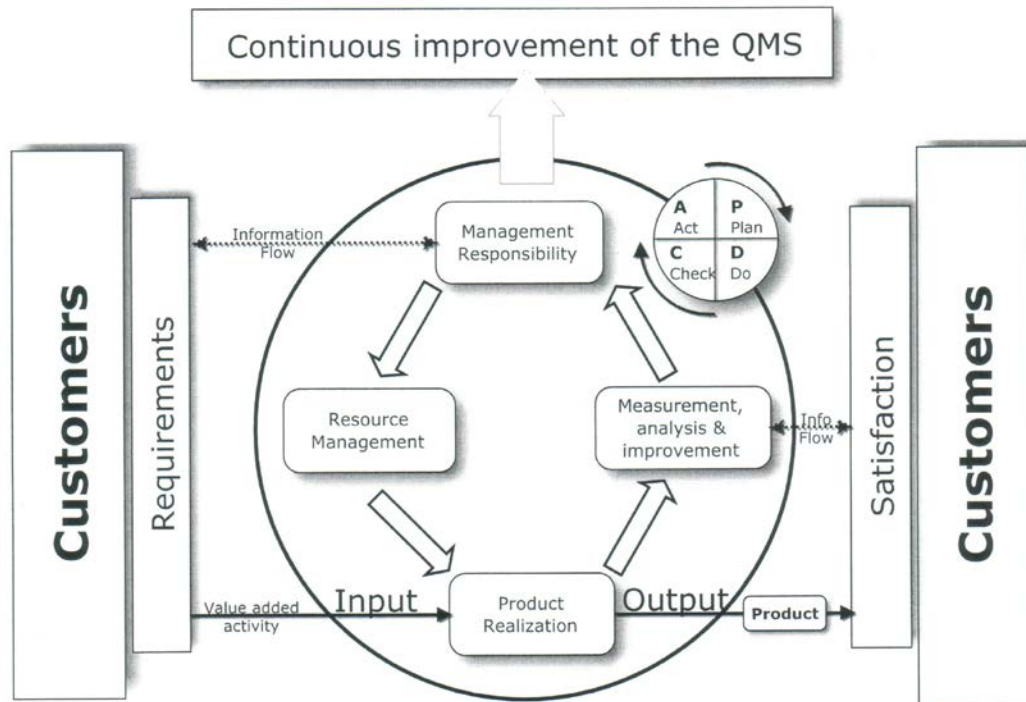 Continuous improvement of the QMS
Customers
Requirements
Information
Flow
Management
Responsibility
A
Act
P
Plan
C
Check
D
Do
Resource
Management
Measurement,
analysis &
improvement
Info
Flow
Satisfaction
Customers
Value added
activity
Input
Product
Realization
Output
Product